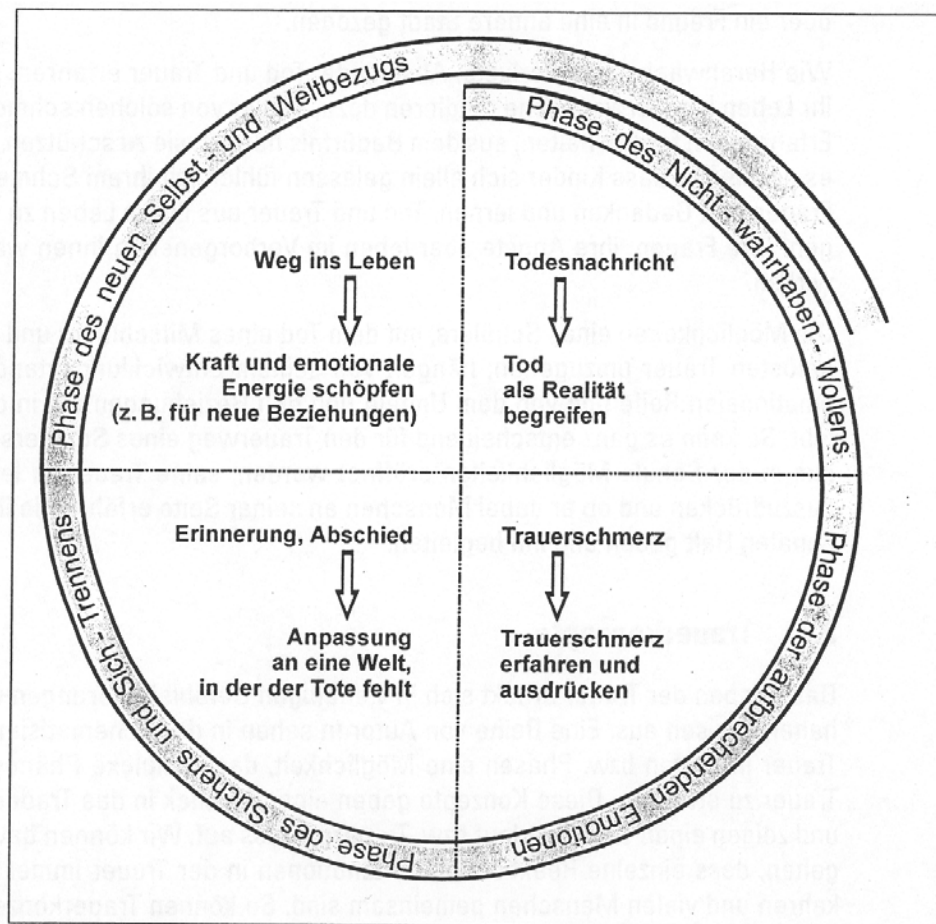 Phase des Nicht - wahrhaben - Wollens
Phase der aufbrechenden Emotionen
Phase des Suchens und Sich - Trennens
Phase des neuen Selbst - und Weltbezugs
Weg ins Leben
Kraft und emotionale
Energie schöpfen
(z. B. für neue Beziehungen)
Todesnachricht
Tod
als Realität
begreifen
Erinnerung, Abschied
Anpassung
an eine Welt,
in der der Tote fehlt
Trauerschmerz
Trauerschmerz
erfahren und
ausdrücken